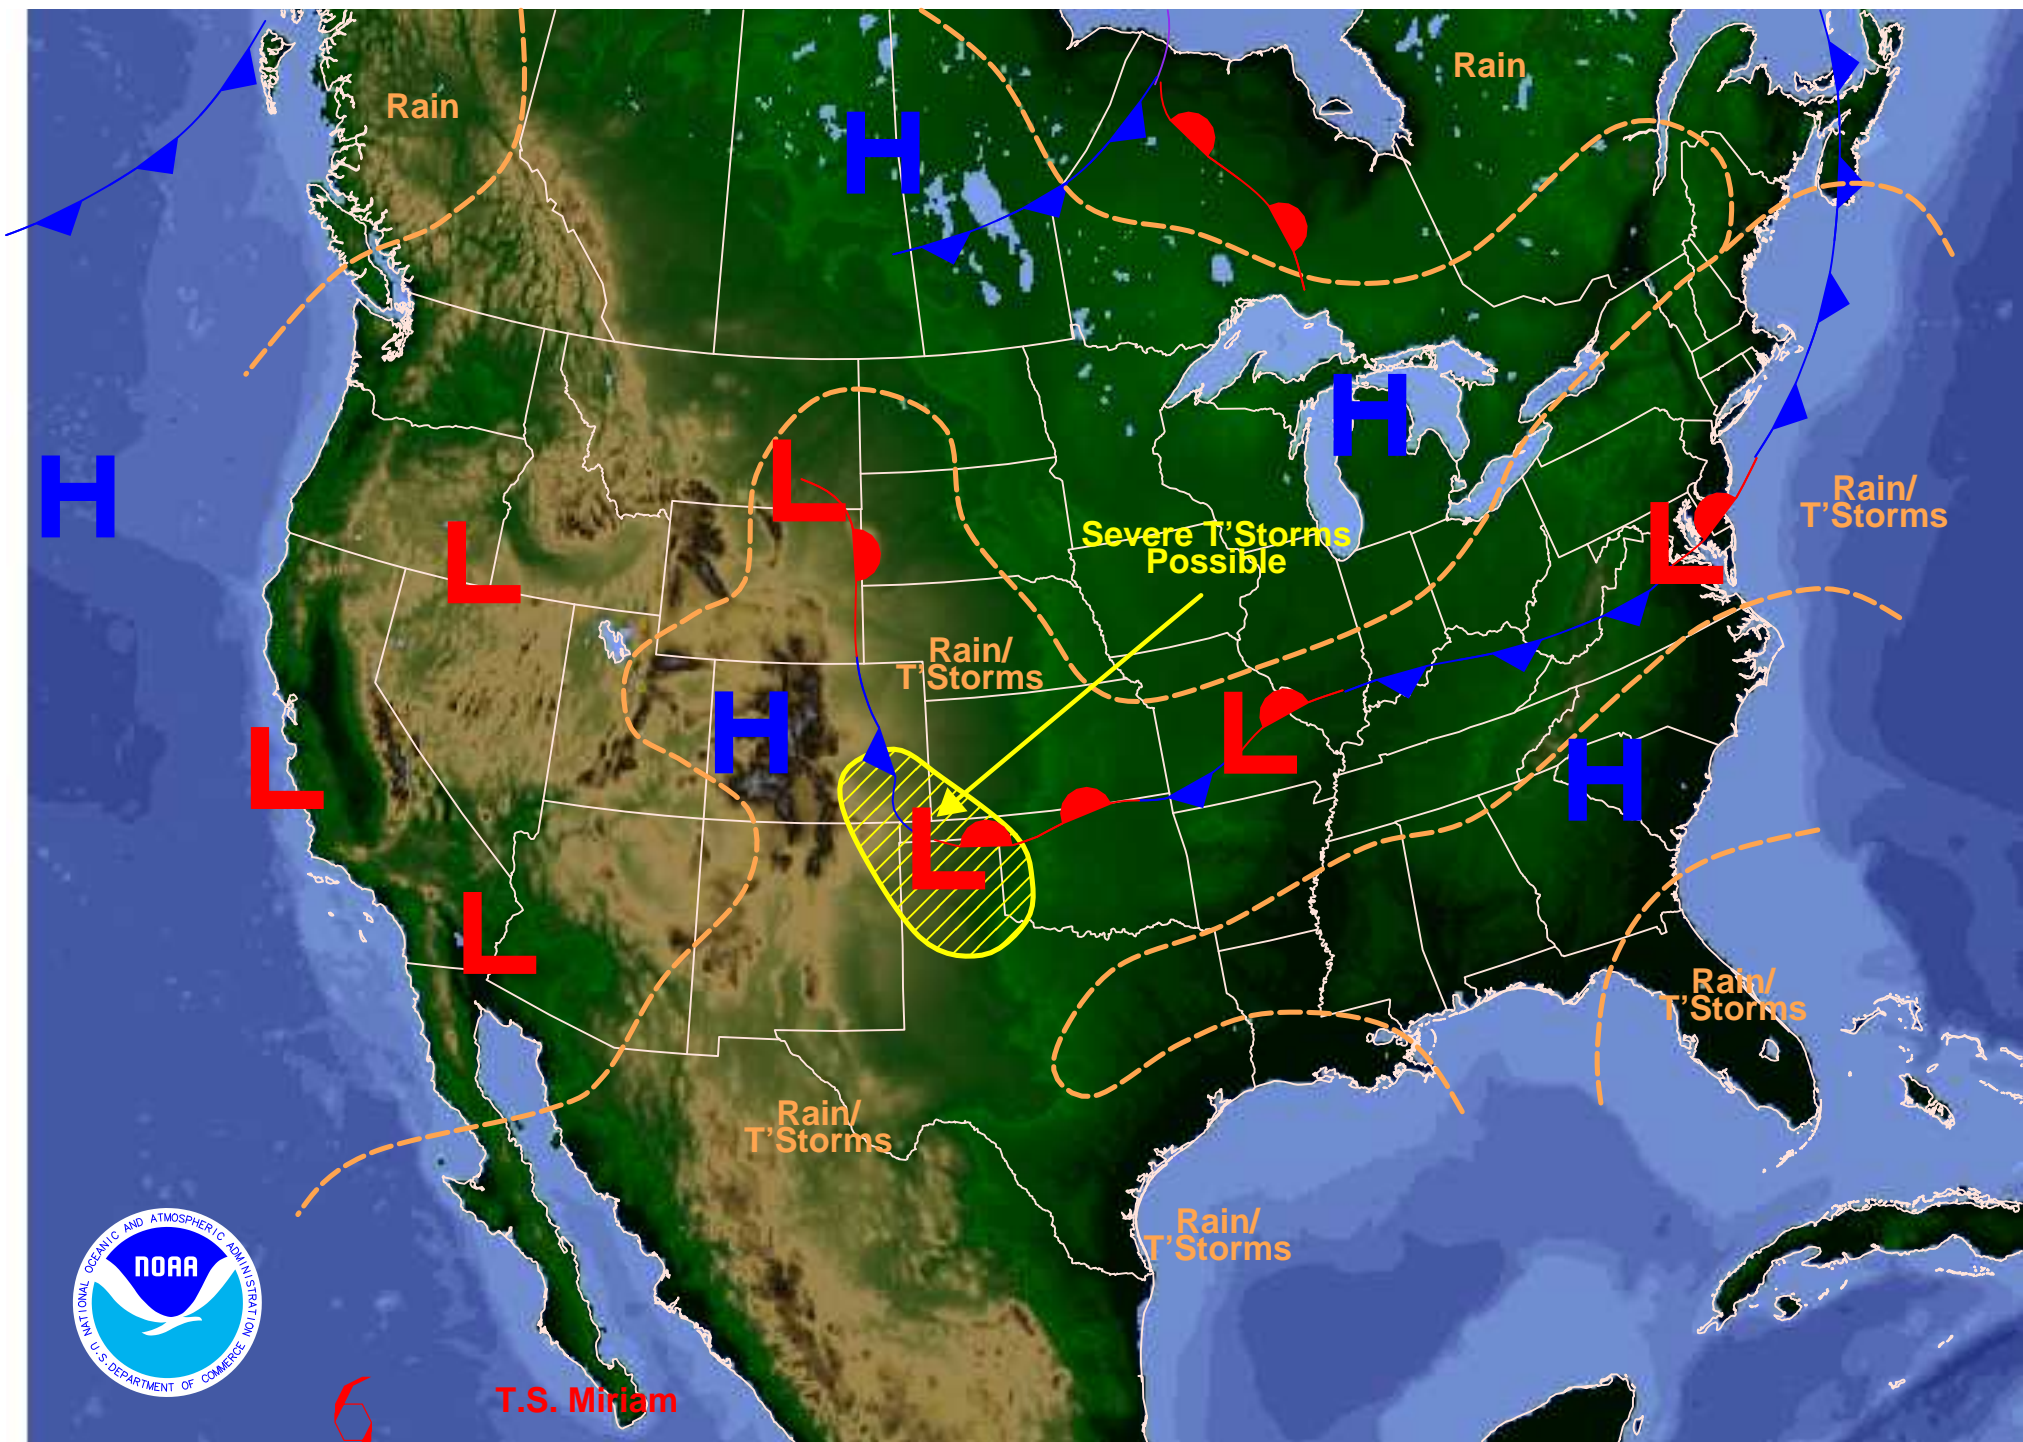 Rain
Rain
H
H
H
Rain/
T'Storms
Severe T'Storms
Possible
L
L
L
L
Rain/
T'Storms
H
L
L
H
L
L
Rain/
T'Storms
Rain/
T'Storms
Rain/
T'Storms
NATIONAL OCEANIC AND ATMOSPHERIC ADMINISTRATION
NOAA
U.S. DEPARTMENT OF COMMERCE
T.S. Miriam